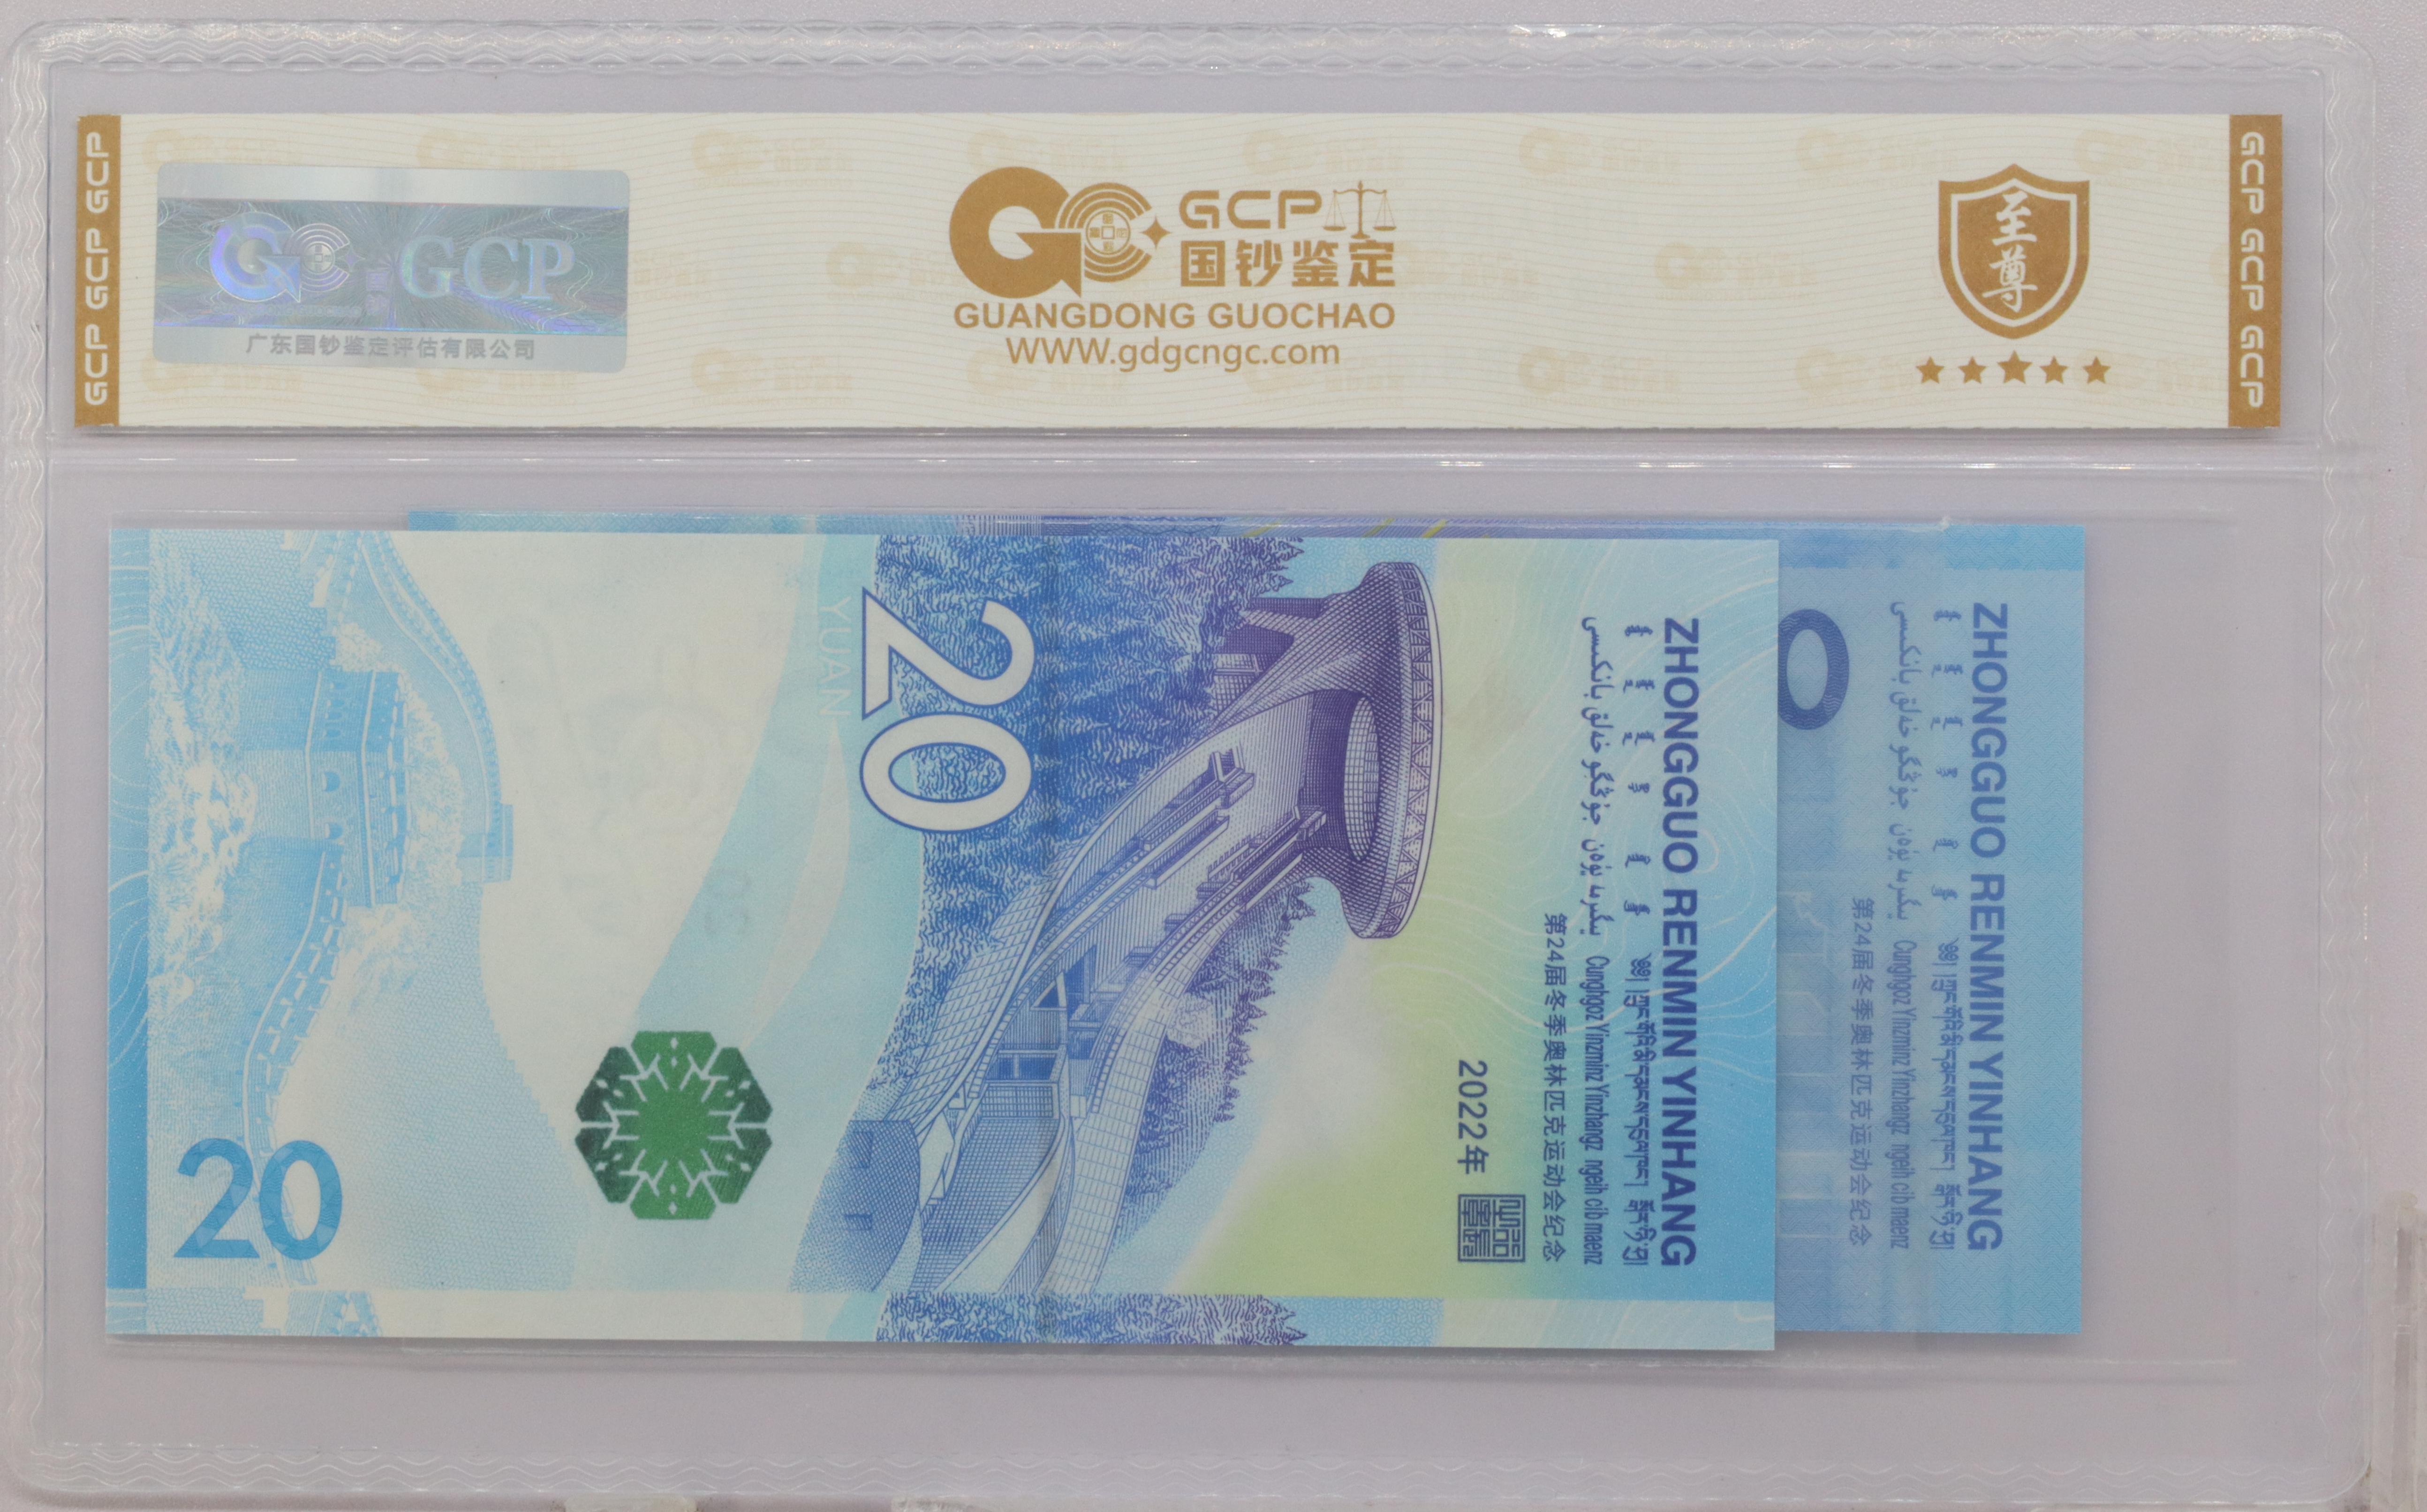 GCP GCP GCP
GCP
广东国钞鉴定评估有限公司
GCP
国钞鉴定
GUANGDONG GUOCHAO
WWW.gdgcngc.com
至尊
GCP GCP GCP
ZHONGGUO RENMIN YINHANG
Cunghgoz Yinzminz Yinzhangz ngeih cib maenz
第24届冬季奥林匹克运动会纪念
2022年
20
YUAN
20
ZHONGGUO RENMIN YINHANG
Cunghgoz Yinzminz Yinzhangz ngeih cib maenz
第24届冬季奥林匹克运动会纪念
0